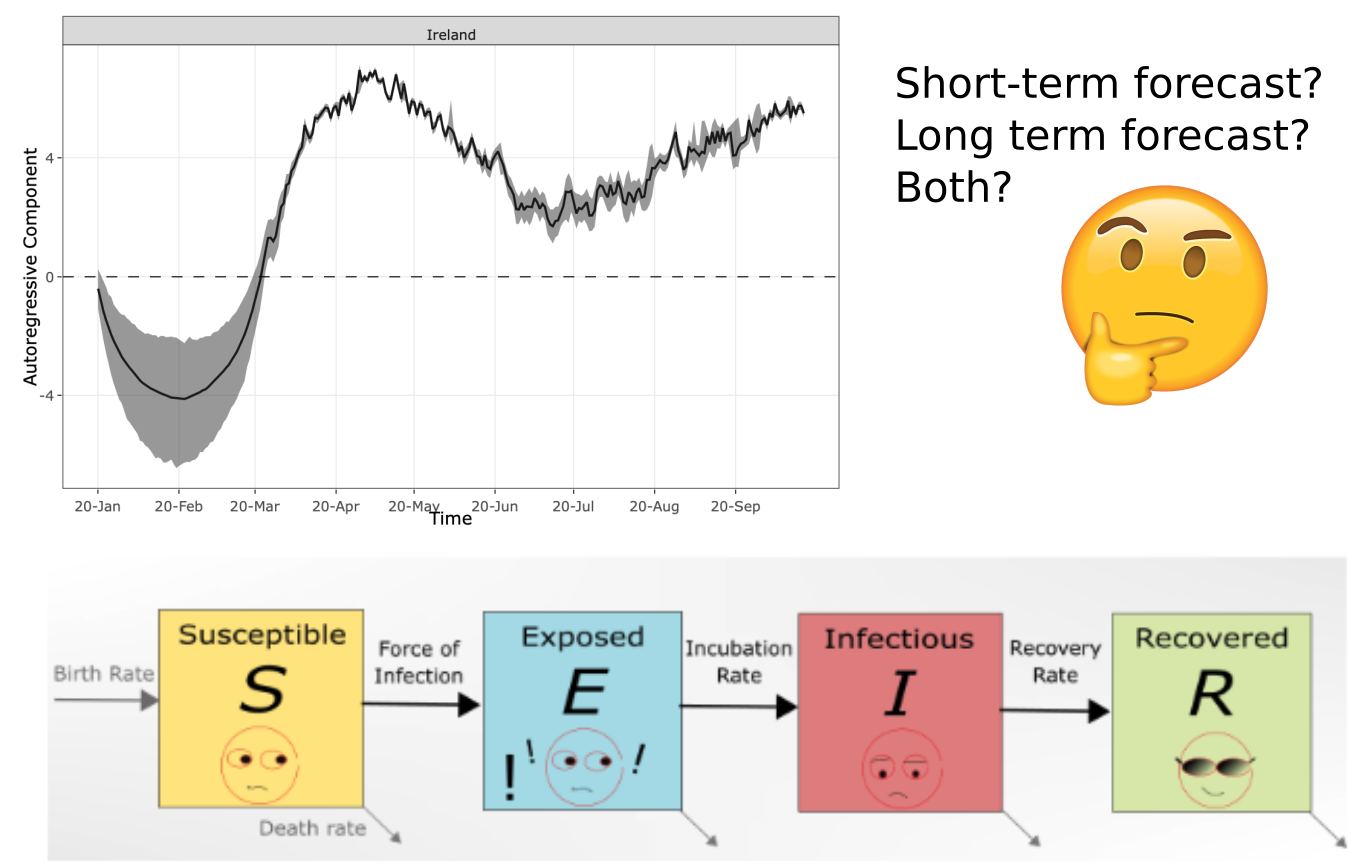 Ireland
Short-term forecast?
Long term forecast?
Both?
Autoregressive Component
4
0
-4
20-Jan 20-Feb 20-Mar 20-Apr 20-May 20-Jun 20-Jul 20-Aug 20-Sep
Time
Birth Rate
Susceptible
S
Death rate
Force of
Infection
Exposed
E
! ! !
Incubation
Rate
Infectious
I
Recovery
Rate
Recovered
R